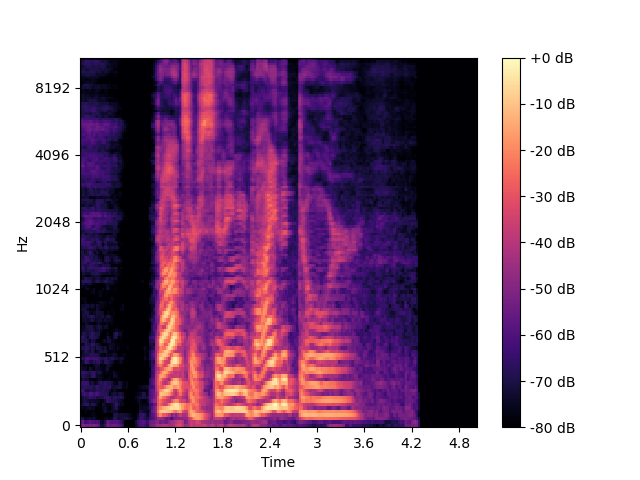 8192
4096
2048
1024
512
0
Hz
0 0.6 1.2 1.8 2.4 3 3.6 4.2 4.8
Time
+0 dB
-10 dB
-20 dB
-30 dB
-40 dB
-50 dB
-60 dB
-70 dB
-80 dB